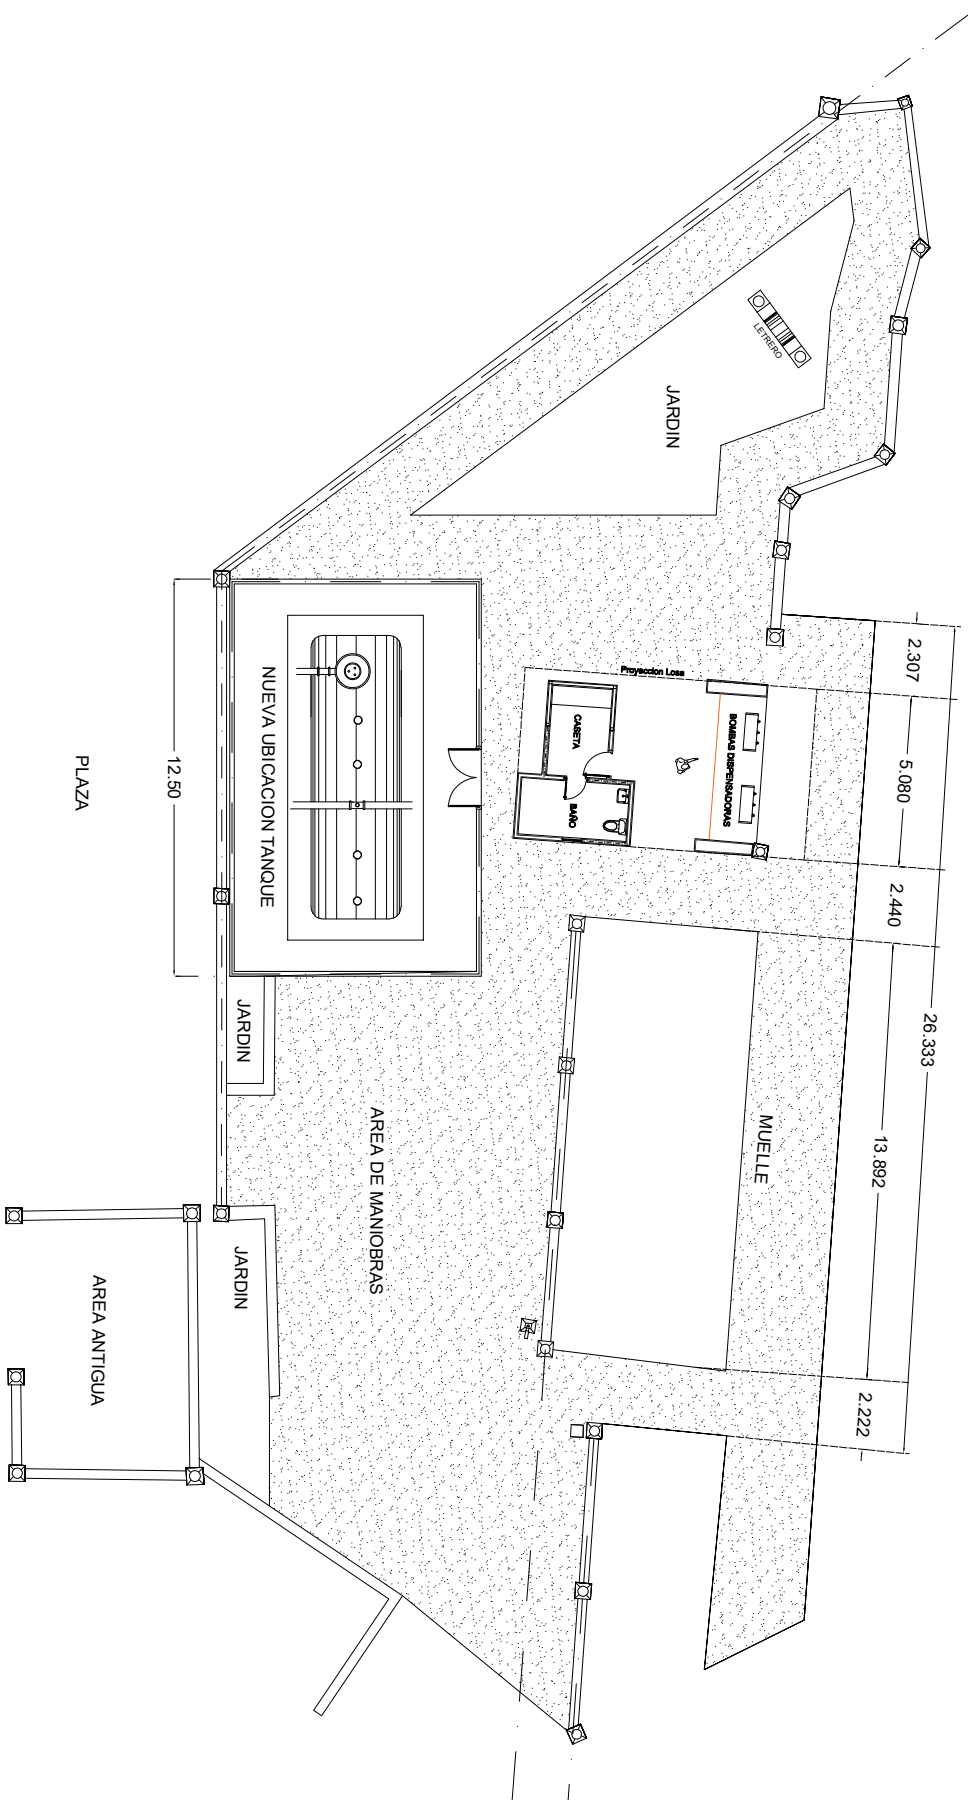 LETRERO
JARDIN
2.307
5.080
2.440
26.333
13.892
2.222
Proyeccion Losa
BOMBAS DISPENSADORAS
CASETA
BAÑO
NUEVA UBICACION TANQUE
12.50
PLAZA
JARDIN
MUELLE
AREA DE MANIOBRAS
JARDIN
AREA ANTIGUA